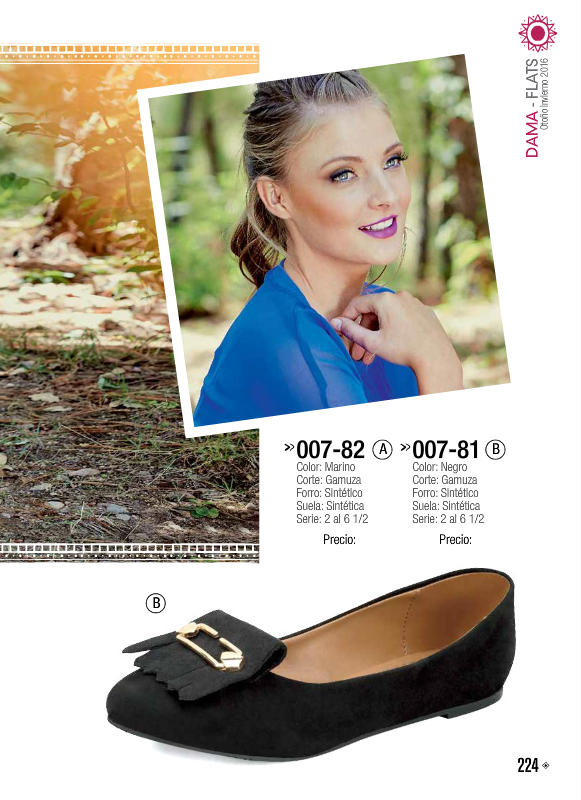 DAMA - FLATS
Otoño Invierno 2016
007-82 A
Color: Marino
Corte: Gamuza
Forro: Sintético
Suela: Sintética
Serie: 2 al 6 1/2
Precio:
007-81 B
Color: Negro
Corte: Gamuza
Forro: Sintético
Suela: Sintética
Serie: 2 al 6 1/2
Precio:
B
224